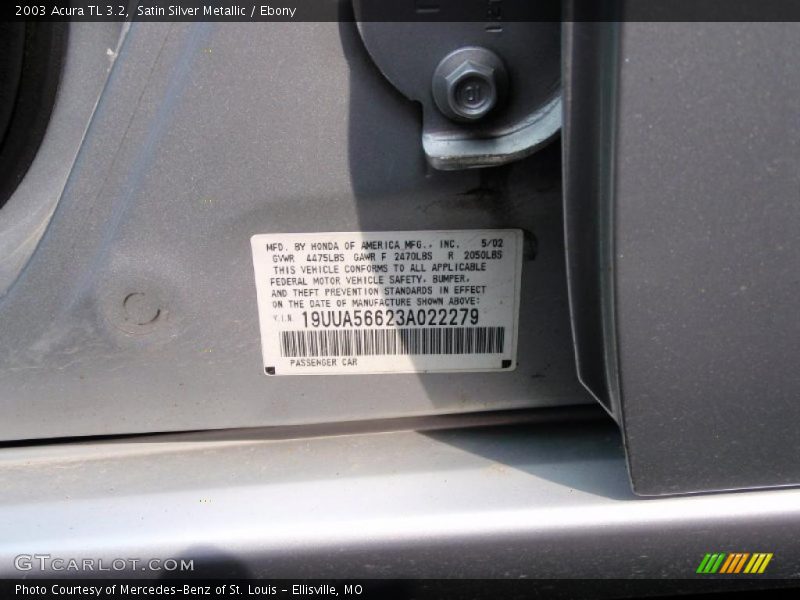 2003 Acura TL 3.2, Satin Silver Metallic / Ebony
MFD. BY HONDA OF AMERICA MFG., INC. 5/02
GVWR 4475LBS GAWR F 2470LBS R 2050LBS
THIS VEHICLE CONFORMS TO ALL APPLICABLE
FEDERAL MOTOR VEHICLE SAFETY, BUMPER,
AND THEFT PREVENTION STANDARDS IN EFFECT
ON THE DATE OF MANUFACTURE SHOWN ABOVE:
V.I.N. 19UUA56623A022279
PASSENGER CAR
GTCARLOT.COM
Photo Courtesy of Mercedes-Benz of St. Louis - Ellisville, MO